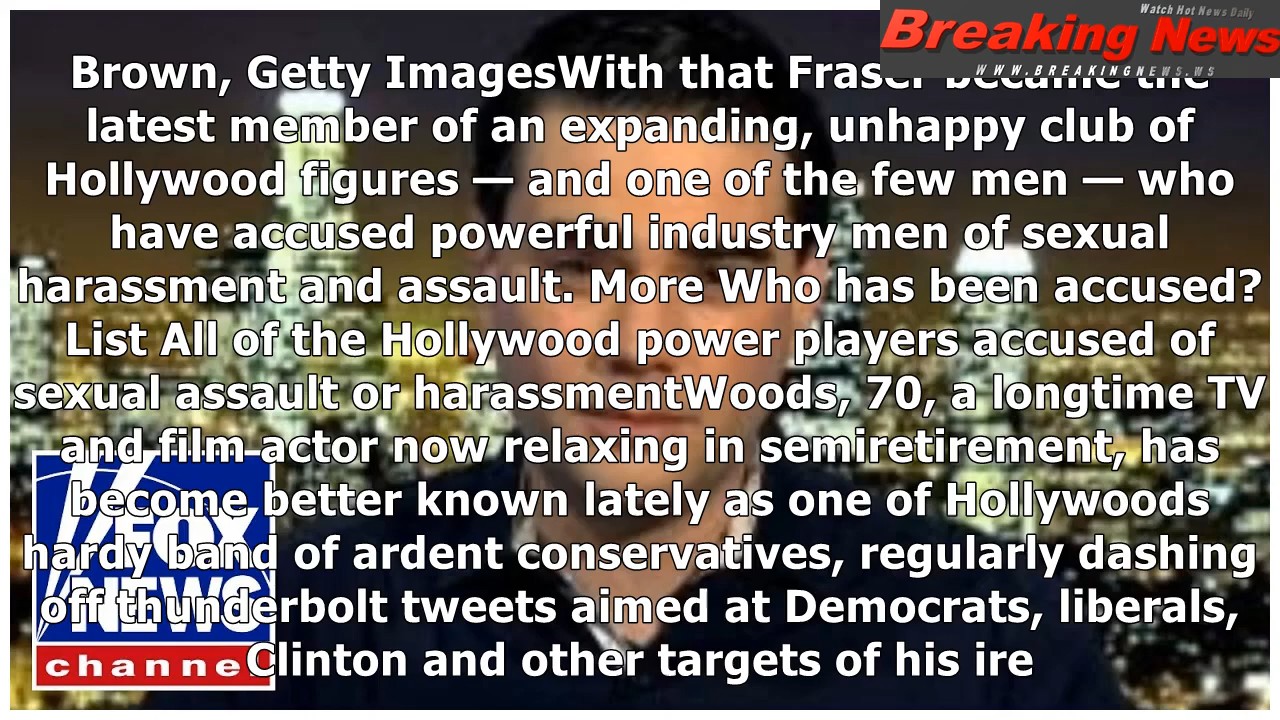 Watch Hot News Daily
Breaking News
WWW.BREAKINGNEWS.WS
Brown, Getty ImagesWith that Fraser became the
latest member of an expanding, unhappy club of
Hollywood figures — and one of the few men — who
have accused powerful industry men of sexual
harassment and assault. More Who has been accused?
List All of the Hollywood power players accused of
sexual assault or harassmentWoods, 70, a longtime TV
and film actor now relaxing in semiretirement, has
become better known lately as one of Hollywoods
hardy band of ardent conservatives, regularly dashing
off thunderbolt tweets aimed at Democrats, liberals,
Clinton and other targets of his ire
FOX
NEWS
channel